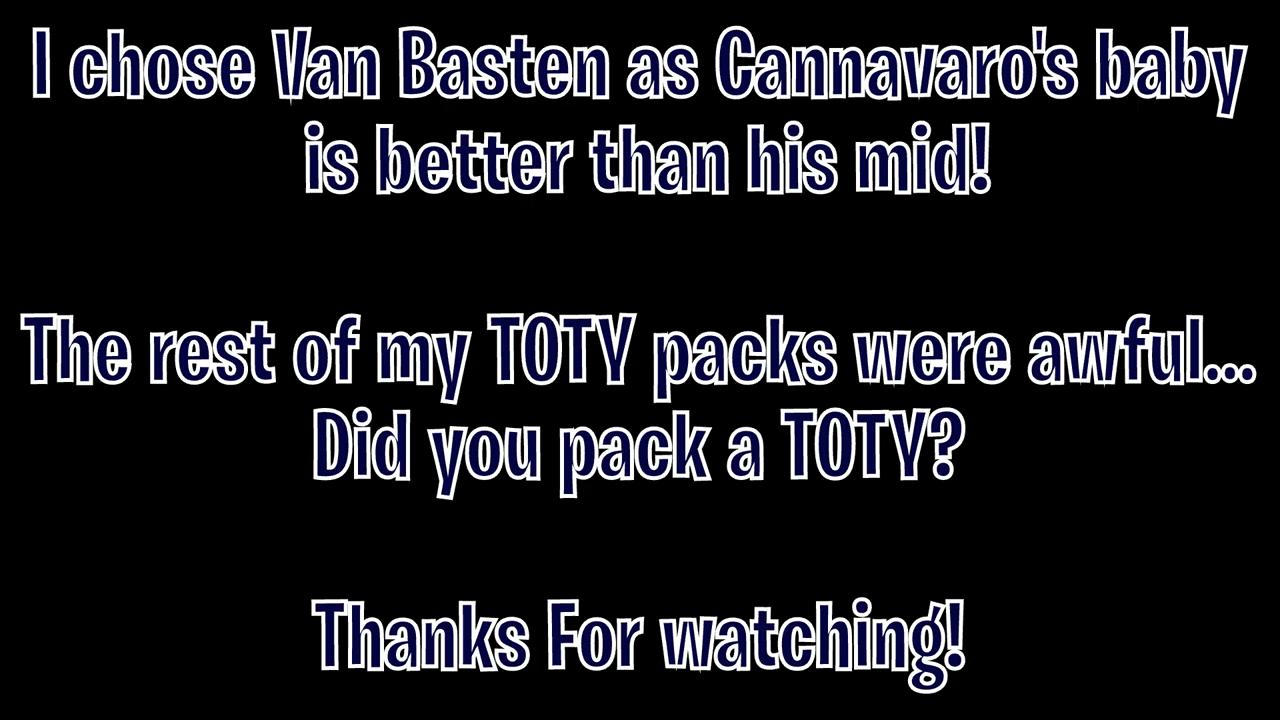 I chose Van Basten as Cannavaro's baby
is better than his mid!
The rest of my TOTY packs were awful...
Did you pack a TOTY?
Thanks For watching!